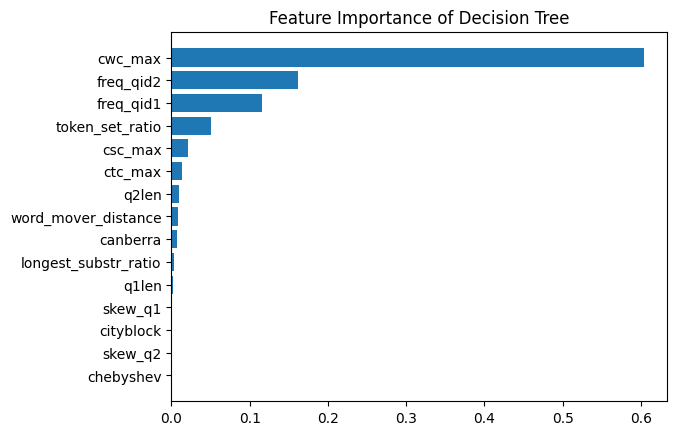 Feature Importance of Decision Tree
cwc_max
freq_qid2
freq_qid1
token_set_ratio
csc_max
ctc_max
q2len
word_mover_distance
canberra
longest_substr_ratio
q1len
skew_q1
cityblock
skew_q2
chebyshev
0.0 0.1 0.2 0.3 0.4 0.5 0.6